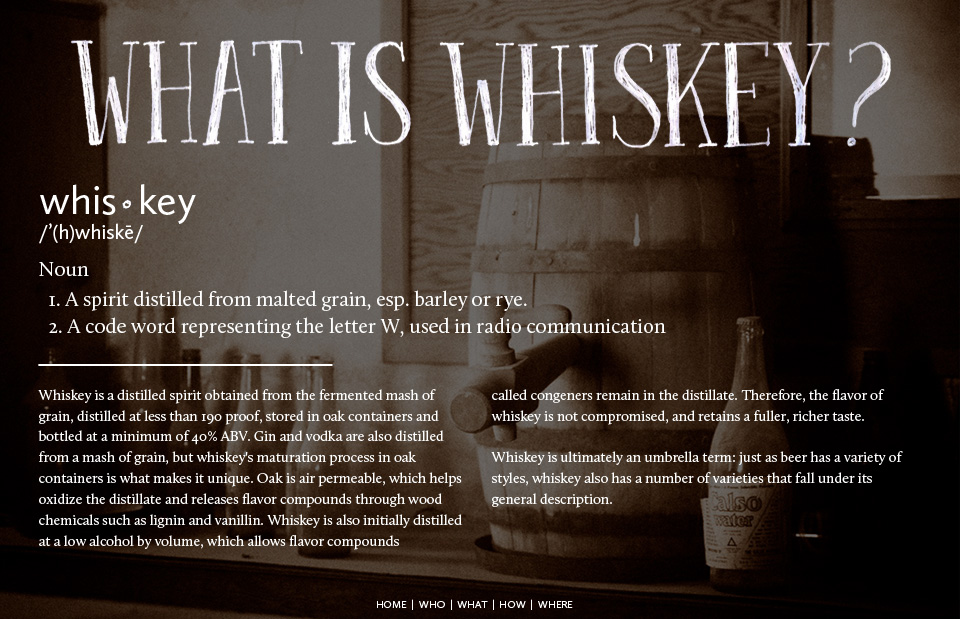 WHAT IS WHISKEY?
whis•key
/'(h)whiskē/
Noun
1. A spirit distilled from malted grain, esp. barley or rye.
2. A code word representing the letter W, used in radio communication
Whiskey is a distilled spirit obtained from the fermented mash of
grain, distilled at less than 190 proof, stored in oak containers and
bottled at a minimum of 40% ABV. Gin and vodka are also distilled
from a mash of grain, but whiskey's maturation process in oak
containers is what makes it unique. Oak is air permeable, which helps
oxidize the distillate and releases flavor compounds through wood
chemicals such as lignin and vanillin. Whiskey is also initially distilled
at a low alcohol by volume, which allows flavor compounds
called congeners remain in the distillate. Therefore, the flavor of
whiskey is not compromised, and retains a fuller, richer taste.
Whiskey is ultimately an umbrella term: just as beer has a variety of
styles, whiskey also has a number of varieties that fall under its
general description.
water
HOME | WHO | WHAT | HOW | WHERE